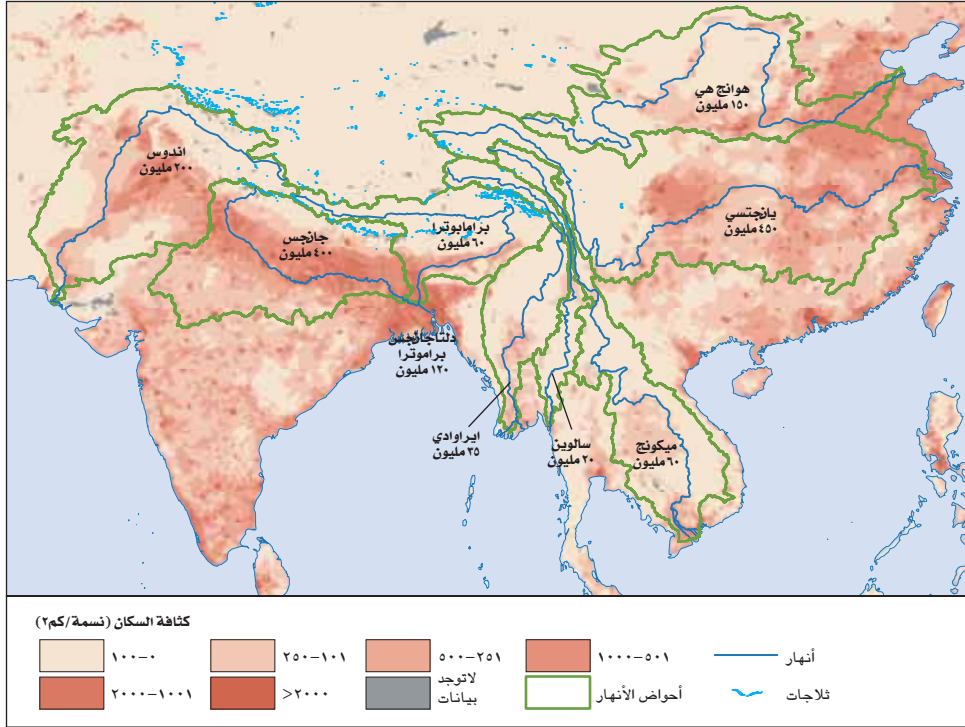 هوانج هي
١٥٠ مليون
اندوس
٢٠٠ مليون
يانجتسي
٤٥٠ مليون
برامابوترا
٦٠ مليون
جانجس
٤٠٠ مليون
دلتا جانجس
براموترا
١٢٠ مليون
ايراوادي
٣٥ مليون
سالوين
٢٠ مليون
ميكونج
٦٠ مليون
كثافة السكان (نسمة/كم٢)
٠-١٠٠
١٠١-٢٥٠
٢٥١-٥٠٠
٥٠١-١٠٠٠
أنهار
١٠٠١-٢٠٠٠
>٢٠٠٠
لاتوجد
بيانات
أحواض الأنهار
ثلاجات